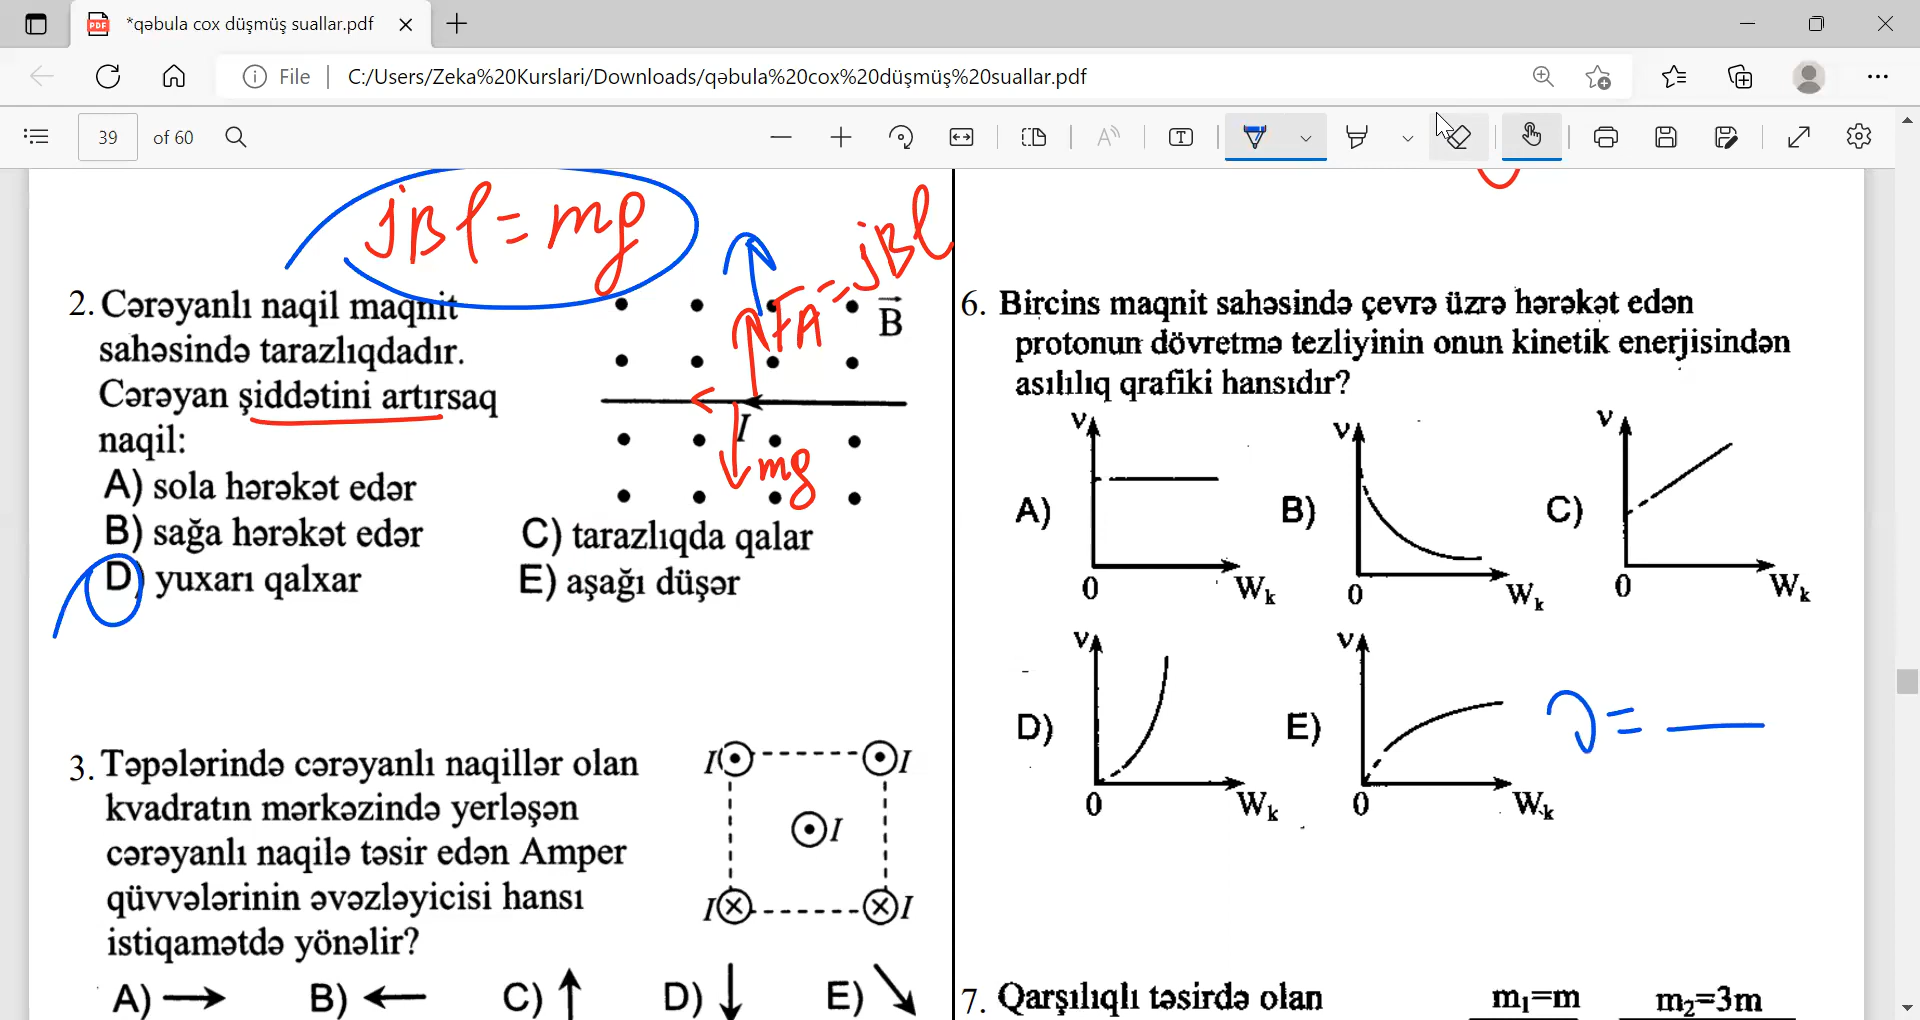 *qəbula cox düşmüş suallar.pdf
File
C:/Users/Zeka%20Kurslari/Downloads/qəbula%20cox%20düşmüş%20suallar.pdf
39 of 60
jBl = mg
FA = jBl
mg
2. Cərəyanlı naqil maqnit
sahəsində tarazlıqdadır.
Cərəyan şiddətini artırsaq
naqil:
B
I
A) sola hərəkət edər
B) sağa hərəkət edər
C) tarazlıqda qalar
D) yuxarı qalxar
E) aşağı düşər
3. Təpələrində cərəyanlı naqillər olan
kvadratın mərkəzində yerləşən
cərəyanlı naqilə təsir edən Amper
qüvvələrinin əvəzləyicisi hansı
istiqamətdə yönəlir?
I I
I
I I
A) → B) ← C) ↑ D) ↓ E) ↘
6. Bircins maqnit sahəsində çevrə üzrə hərəkət edən
protonun dövretmə tezliyinin onun kinetik enerjisindən
asılılıq qrafiki hansıdır?
A) ν 0 Wk
B) ν 0 Wk
C) ν 0 Wk
D) ν 0 Wk
E) ν 0 Wk
7. Qarşılıqlı təsirdə olan
m₁=m m₂=3m